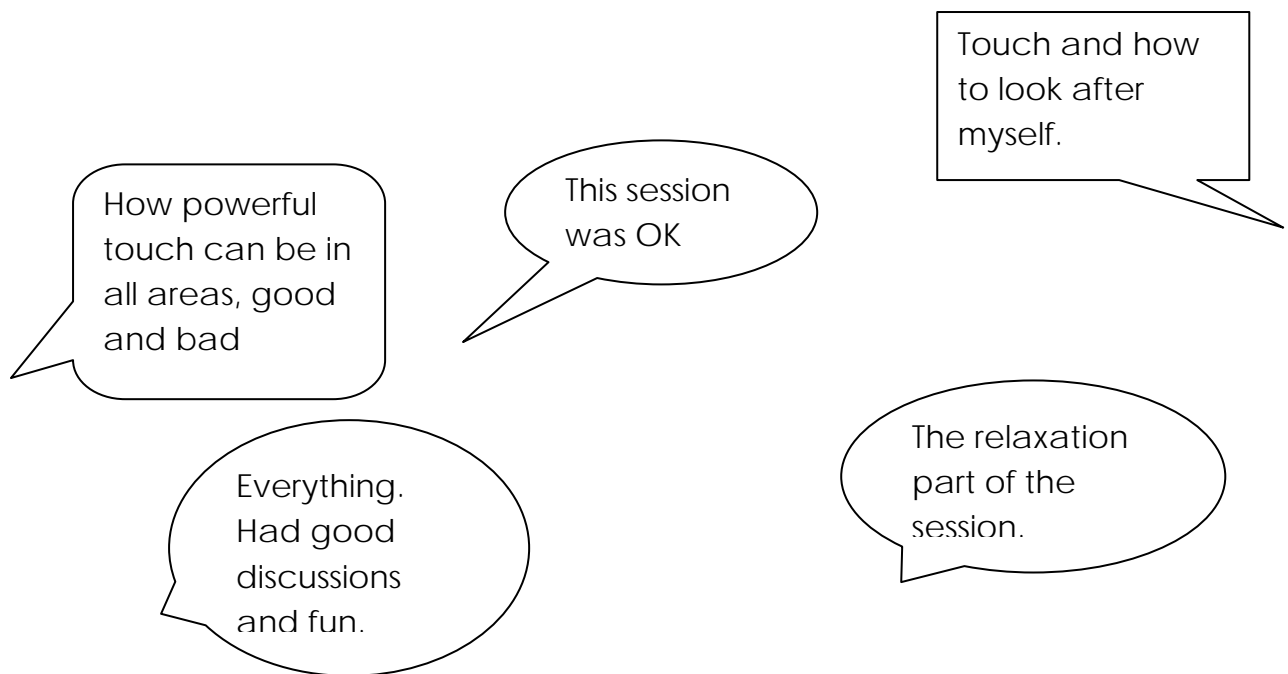 Touch and how
to look after
myself.
How powerful
touch can be in
all areas, good
and bad
This session
was OK
Everything.
Had good
discussions
and fun.
The relaxation
part of the
session.